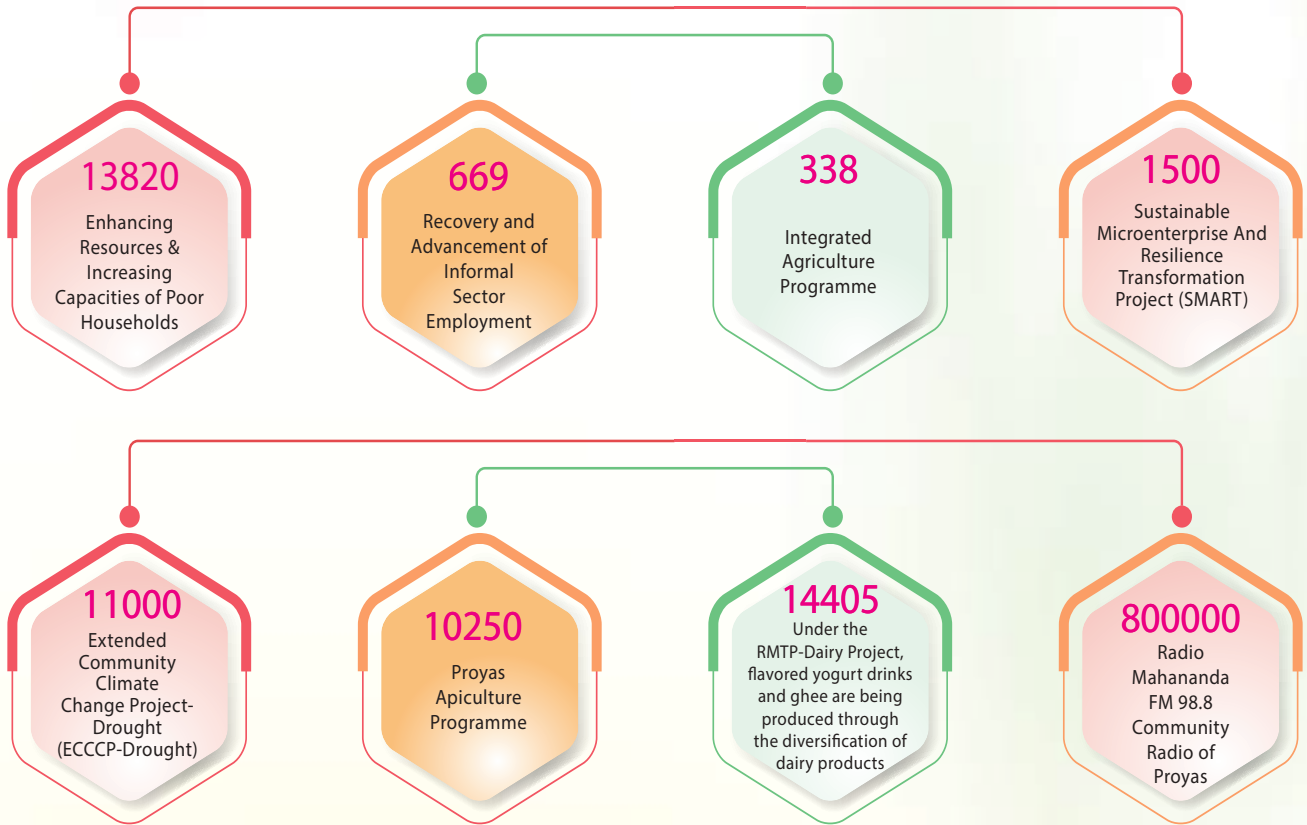 13820
Enhancing
Resources &
Increasing
Capacities of Poor
Households
669
Recovery and
Advancement of
Informal
Sector
Employment
338
Integrated
Agriculture
Programme
1500
Sustainable
Microenterprise And
Resilience
Transformation
Project (SMART)
11000
Extended
Community
Climate
Change Project-
Drought
(ECCCP-Drought)
10250
Proyas
Apiculture
Programme
14405
Under the
RMTP-Dairy Project,
flavored yogurt drinks
and ghee are being
produced through
the diversification of
dairy products
800000
Radio
Mahananda
FM 98.8
Community
Radio of
Proyas